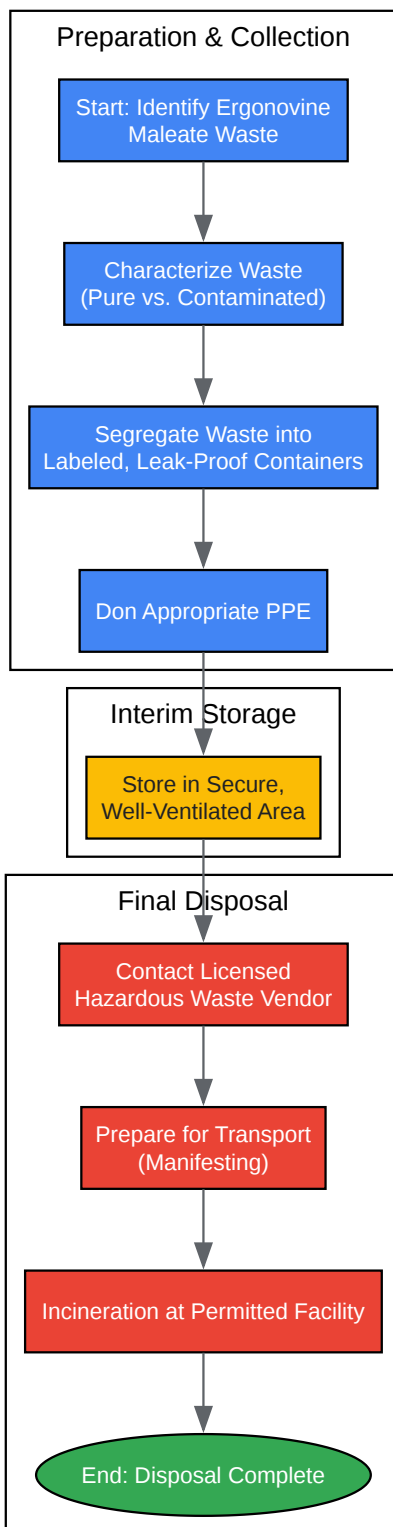 Preparation & Collection
Start: Identify Ergonovine
Maleate Waste
Characterize Waste
(Pure vs. Contaminated)
Segregate Waste into
Labeled, Leak-Proof Containers
Don Appropriate PPE
Interim Storage
Store in Secure,
Well-Ventilated Area
Final Disposal
Contact Licensed
Hazardous Waste Vendor
Prepare for Transport
(Manifesting)
Incineration at Permitted Facility
End: Disposal Complete